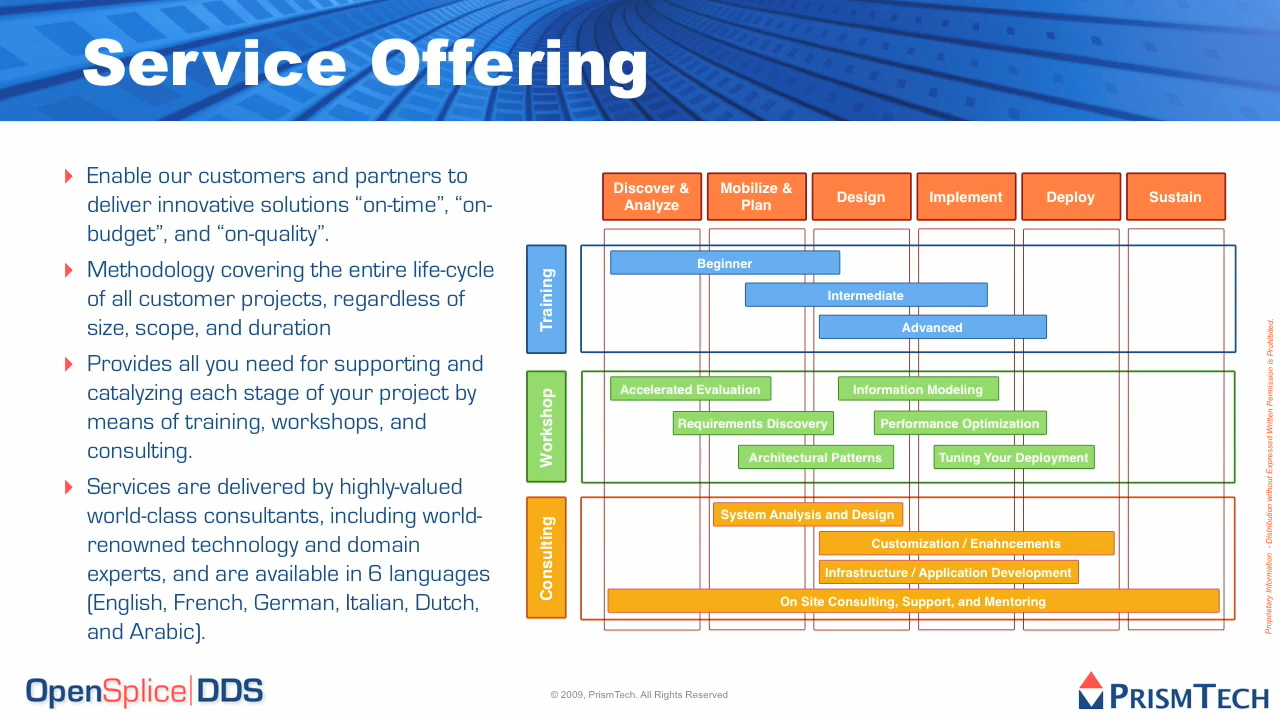 Service Offering
Enable our customers and partners to
deliver innovative solutions “on-time”, “on-
budget”, and “on-quality”.
Methodology covering the entire life-cycle
of all customer projects, regardless of
size, scope, and duration
Provides all you need for supporting and
catalyzing each stage of your project by
means of training, workshops, and
consulting.
Services are delivered by highly-valued
world-class consultants, including world-
renowned technology and domain
experts, and are available in 6 languages
(English, French, German, Italian, Dutch,
and Arabic).
Discover &
Analyze
Mobilize &
Plan
Design
Implement
Deploy
Sustain
Training
Beginner
Intermediate
Advanced
Workshop
Accelerated Evaluation
Information Modeling
Requirements Discovery
Performance Optimization
Architectural Patterns
Tuning Your Deployment
Consulting
System Analysis and Design
Customization / Enahncements
Infrastructure / Application Development
On Site Consulting, Support, and Mentoring
Proprietary Information - Distribution without Expressed Written Permission is Prohibited.
OpenSplice|DDS
© 2009, PrismTech. All Rights Reserved
PRISMTECH